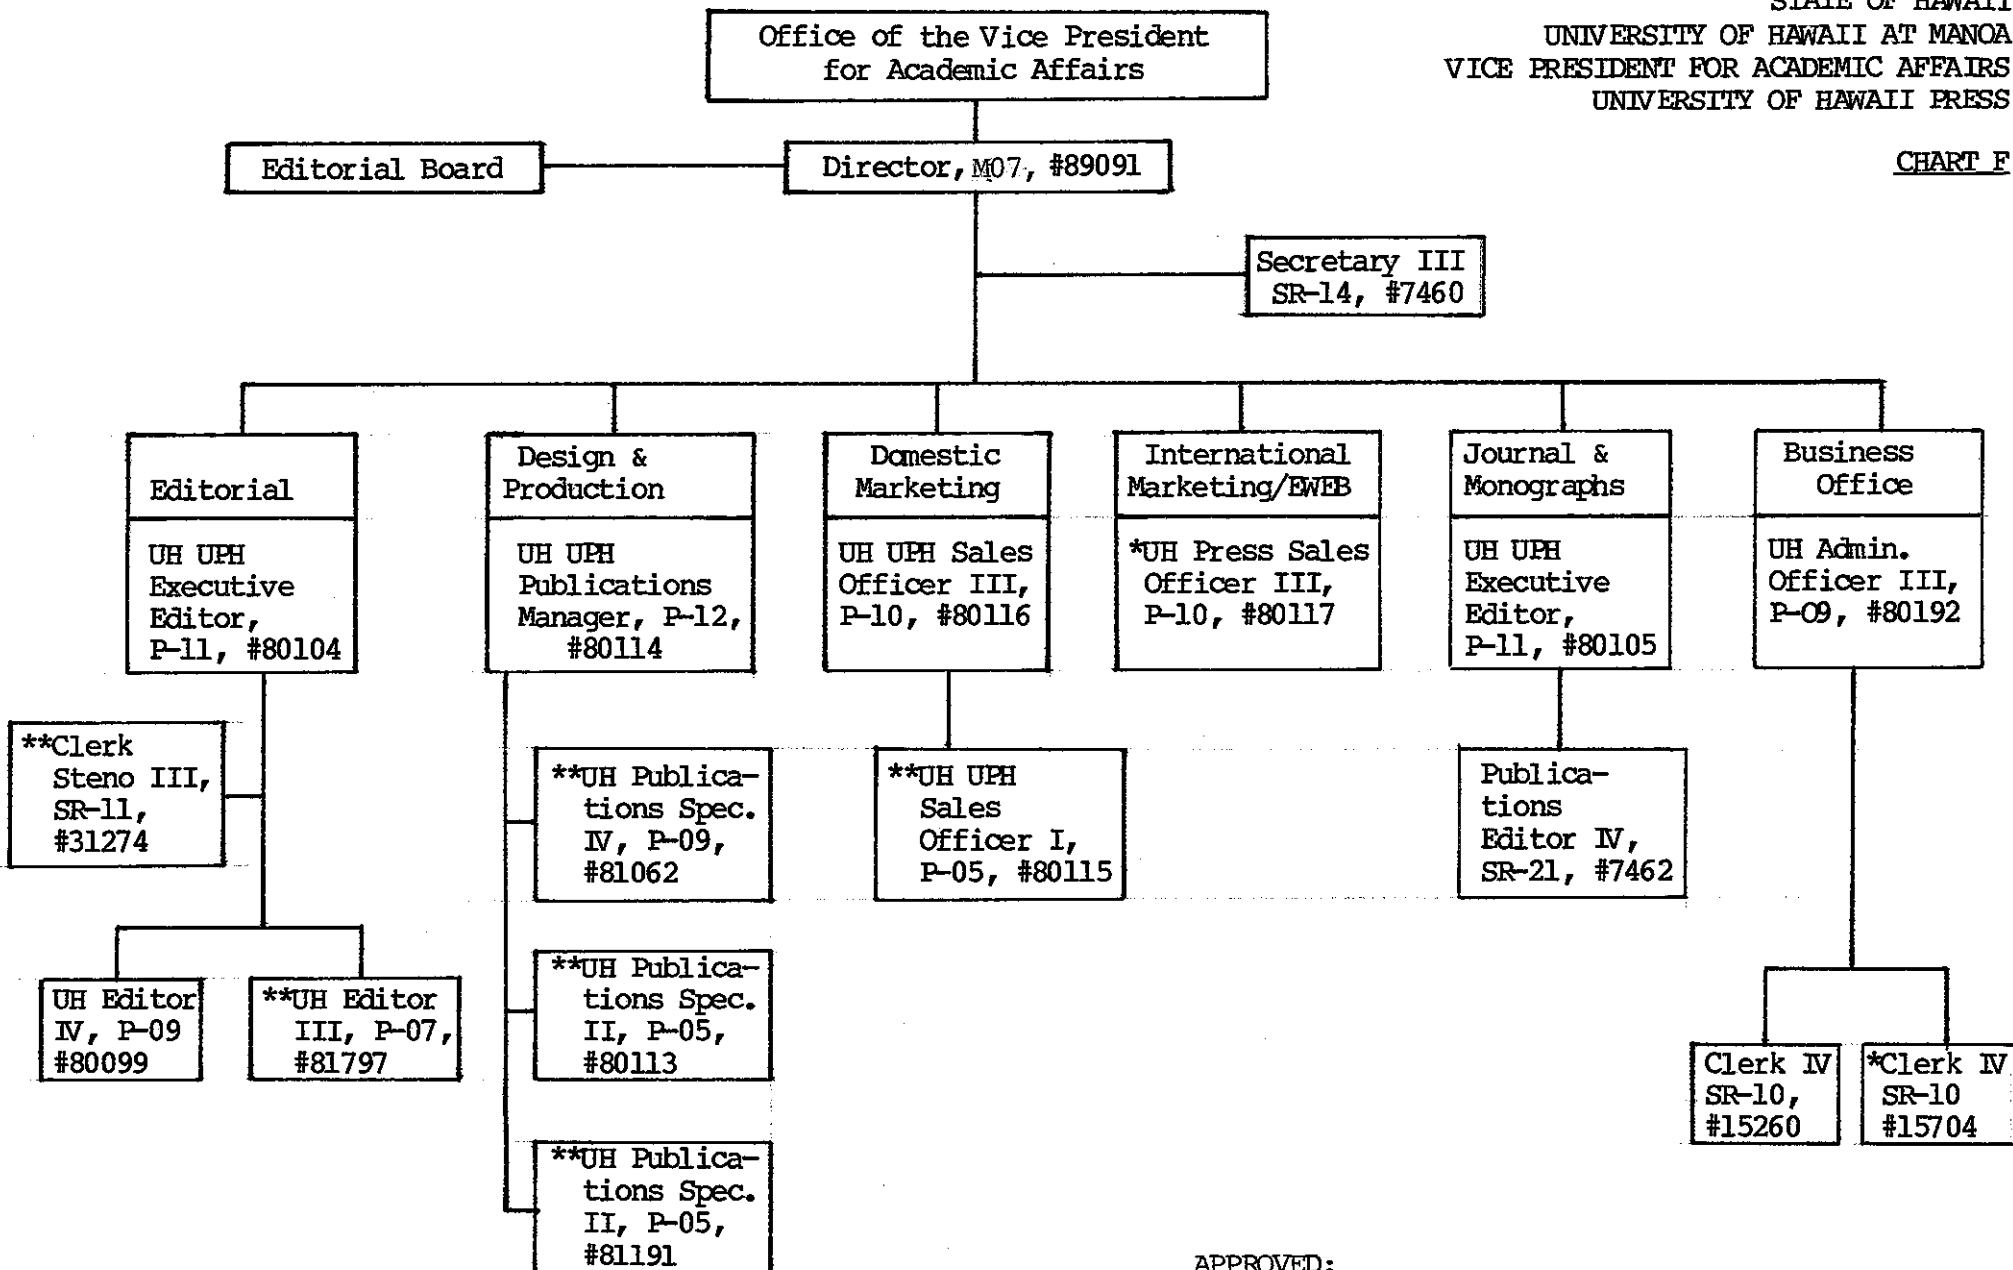 STATE OF HAWAII
UNIVERSITY OF HAWAII AT MANOA
VICE PRESIDENT FOR ACADEMIC AFFAIRS
UNIVERSITY OF HAWAII PRESS
CHART F
Office of the Vice President
for Academic Affairs
Editorial Board
Director, M07, #89091
Secretary III
SR-14, #7460
Editorial
UH UPH
Executive
Editor,
P-11, #80104
Design &
Production
UH UPH
Publications
Manager, P-12,
#80114
Domestic
Marketing
UH UPH Sales
Officer III,
P-10, #80116
International
Marketing/EWEB
*UH Press Sales
Officer III,
P-10, #80117
Journal &
Monographs
UH UPH
Executive
Editor,
P-11, #80105
Business
Office
UH Admin.
Officer III,
P-09, #80192
**Clerk
Steno III,
SR-11,
#31274
UH Editor
IV, P-09
#80099
**UH Editor
III, P-07,
#81797
**UH Publica-
tions Spec.
IV, P-09,
#81062
**UH Publica-
tions Spec.
II, P-05,
#80113
**UH Publica-
tions Spec.
II, P-05,
#81191
**UH UPH
Sales
Officer I,
P-05, #80115
Publica-
tions
Editor IV,
SR-21, #7462
Clerk IV
SR-10,
#15260
*Clerk IV
SR-10
#15704
APPROVED: